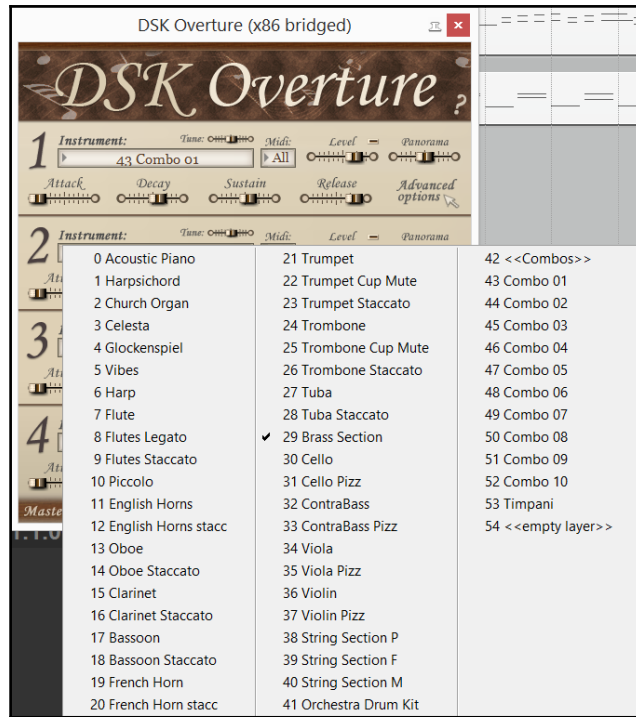 DSK Overture (x86 bridged)
DSK Overture ?
1 Instrument: Tune: Midi: Level Panorama
43 Combo 01 All
Attack Decay Sustain Release Advanced options
2 Instrument: Tune: Midi: Level Panorama
3
4
Maste
0 Acoustic Piano
1 Harpsichord
2 Church Organ
3 Celesta
4 Glockenspiel
5 Vibes
6 Harp
7 Flute
8 Flutes Legato
9 Flutes Staccato
10 Piccolo
11 English Horns
12 English Horns stacc
13 Oboe
14 Oboe Staccato
15 Clarinet
16 Clarinet Staccato
17 Bassoon
18 Bassoon Staccato
19 French Horn
20 French Horn stacc
21 Trumpet
22 Trumpet Cup Mute
23 Trumpet Staccato
24 Trombone
25 Trombone Cup Mute
26 Trombone Staccato
27 Tuba
28 Tuba Staccato
29 Brass Section
30 Cello
31 Cello Pizz
32 ContraBass
33 ContraBass Pizz
34 Viola
35 Viola Pizz
36 Violin
37 Violin Pizz
38 String Section P
39 String Section F
40 String Section M
41 Orchestra Drum Kit
42 <<Combos>>
43 Combo 01
44 Combo 02
45 Combo 03
46 Combo 04
47 Combo 05
48 Combo 06
49 Combo 07
50 Combo 08
51 Combo 09
52 Combo 10
53 Timpani
54 <<empty layer>>